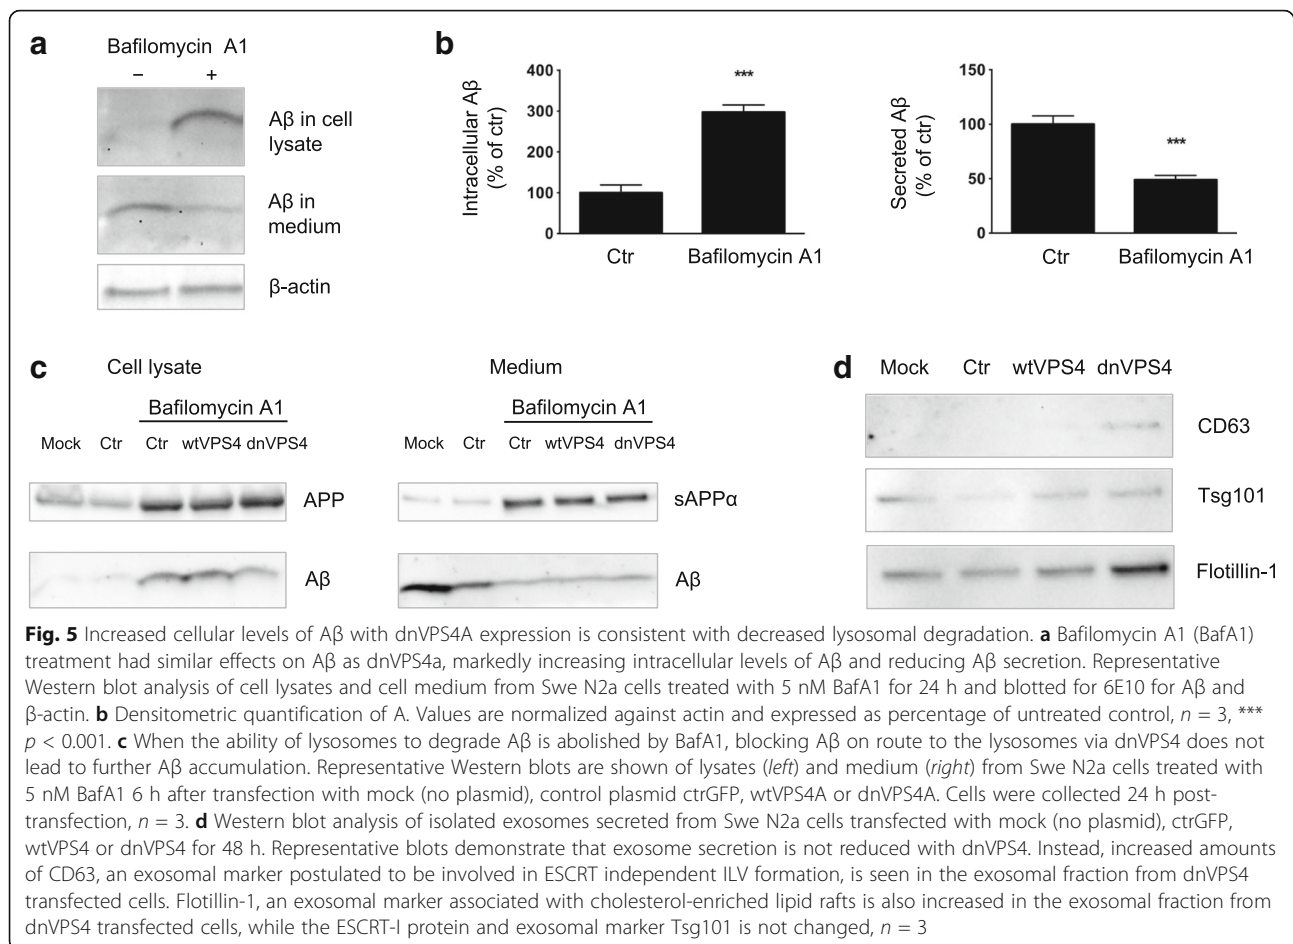 a
Bafilomycin A1
− +
Aβ in cell
lysate
Aβ in
medium
β-actin
b
Intracellular Aβ
(% of ctr)
400
300
200
100
0
***
Ctr Bafilomycin A1
Secreted Aβ
(% of ctr)
150
100
50
0
***
Ctr Bafilomycin A1
c
Cell lysate
Bafilomycin A1
Mock Ctr Ctr wtVPS4 dnVPS4
APP
Aβ
Medium
Bafilomycin A1
Mock Ctr Ctr wtVPS4 dnVPS4
sAPPα
Aβ
d
Mock Ctr wtVPS4 dnVPS4
CD63
Tsg101
Flotillin-1
Fig. 5 Increased cellular levels of Aβ with dnVPS4A expression is consistent with decreased lysosomal degradation. a Bafilomycin A1 (BafA1)
treatment had similar effects on Aβ as dnVPS4a, markedly increasing intracellular levels of Aβ and reducing Aβ secretion. Representative
Western blot analysis of cell lysates and cell medium from Swe N2a cells treated with 5 nM BafA1 for 24 h and blotted for 6E10 for Aβ and
β-actin. b Densitometric quantification of A. Values are normalized against actin and expressed as percentage of untreated control, n = 3, ***
p < 0.001. c When the ability of lysosomes to degrade Aβ is abolished by BafA1, blocking Aβ on route to the lysosomes via dnVPS4 does not
lead to further Aβ accumulation. Representative Western blots are shown of lysates (left) and medium (right) from Swe N2a cells treated with
5 nM BafA1 6 h after transfection with mock (no plasmid), control plasmid ctrGFP, wtVPS4A or dnVPS4A. Cells were collected 24 h post-
transfection, n = 3. d Western blot analysis of isolated exosomes secreted from Swe N2a cells transfected with mock (no plasmid), ctrGFP,
wtVPS4 or dnVPS4 for 48 h. Representative blots demonstrate that exosome secretion is not reduced with dnVPS4. Instead, increased amounts
of CD63, an exosomal marker postulated to be involved in ESCRT independent ILV formation, is seen in the exosomal fraction from dnVPS4
transfected cells. Flotillin-1, an exosomal marker associated with cholesterol-enriched lipid rafts is also increased in the exosomal fraction from
dnVPS4 transfected cells, while the ESCRT-I protein and exosomal marker Tsg101 is not changed, n = 3